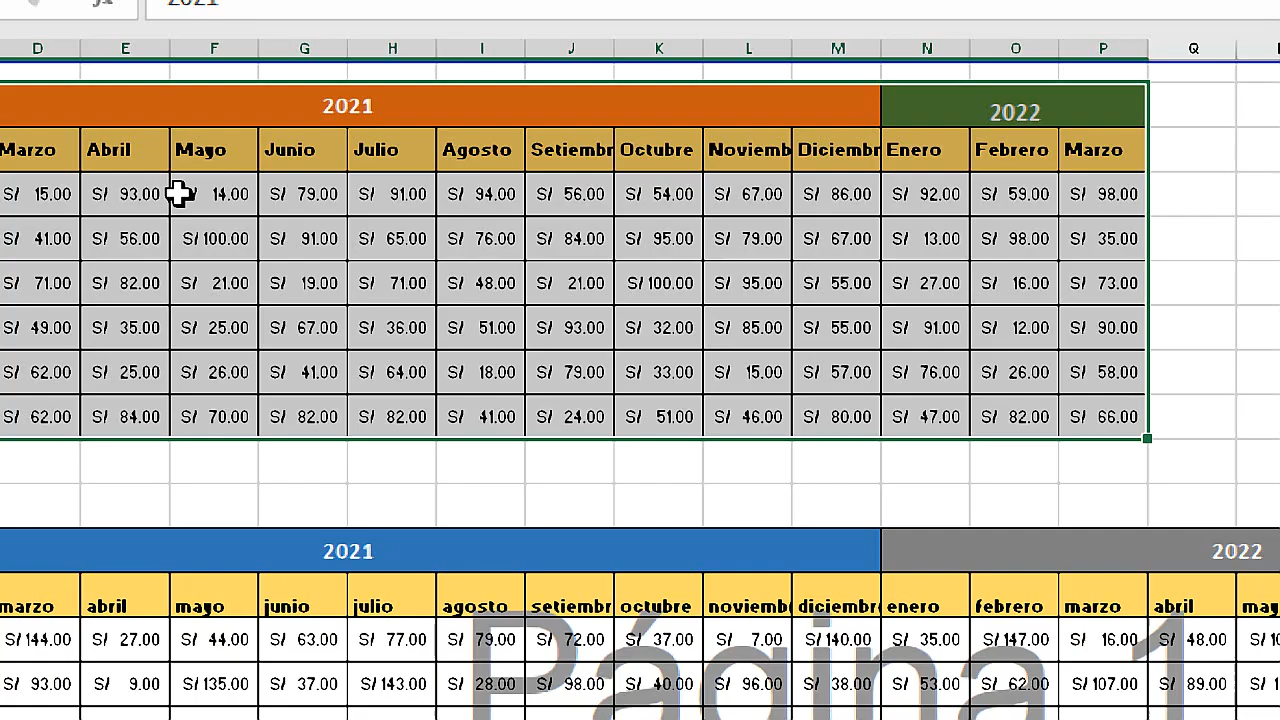 2021
D E F G H I J K L M N O P Q
2021 2022
Marzo Abril Mayo Junio Julio Agosto Setiembr Octubre Noviemb Diciembr Enero Febrero Marzo
S/ 15.00 S/ 93.00 14.00 S/ 79.00 S/ 91.00 S/ 94.00 S/ 56.00 S/ 54.00 S/ 67.00 S/ 86.00 S/ 92.00 S/ 59.00 S/ 98.00
S/ 41.00 S/ 56.00 S/ 100.00 S/ 91.00 S/ 65.00 S/ 76.00 S/ 84.00 S/ 95.00 S/ 79.00 S/ 67.00 S/ 13.00 S/ 98.00 S/ 35.00
S/ 71.00 S/ 82.00 S/ 21.00 S/ 19.00 S/ 71.00 S/ 48.00 S/ 21.00 S/ 100.00 S/ 95.00 S/ 55.00 S/ 27.00 S/ 16.00 S/ 73.00
S/ 49.00 S/ 35.00 S/ 25.00 S/ 67.00 S/ 36.00 S/ 51.00 S/ 93.00 S/ 32.00 S/ 85.00 S/ 55.00 S/ 91.00 S/ 12.00 S/ 90.00
S/ 62.00 S/ 25.00 S/ 26.00 S/ 41.00 S/ 64.00 S/ 18.00 S/ 79.00 S/ 33.00 S/ 15.00 S/ 57.00 S/ 76.00 S/ 26.00 S/ 58.00
S/ 62.00 S/ 84.00 S/ 70.00 S/ 82.00 S/ 82.00 S/ 41.00 S/ 24.00 S/ 51.00 S/ 46.00 S/ 80.00 S/ 47.00 S/ 82.00 S/ 66.00
2021 2022
marzo abril mayo junio julio agosto setiembr octubre noviemb diciembr enero febrero marzo abril may
S/ 144.00 S/ 27.00 S/ 44.00 S/ 63.00 S/ 77.00 S/ 79.00 S/ 72.00 S/ 37.00 S/ 7.00 S/ 140.00 S/ 35.00 S/ 147.00 S/ 16.00 S/ 48.00
S/ 93.00 S/ 9.00 S/ 135.00 S/ 37.00 S/ 143.00 S/ 28.00 S/ 98.00 S/ 40.00 S/ 96.00 S/ 38.00 S/ 53.00 S/ 62.00 S/ 107.00 S/ 89.00
Página 1